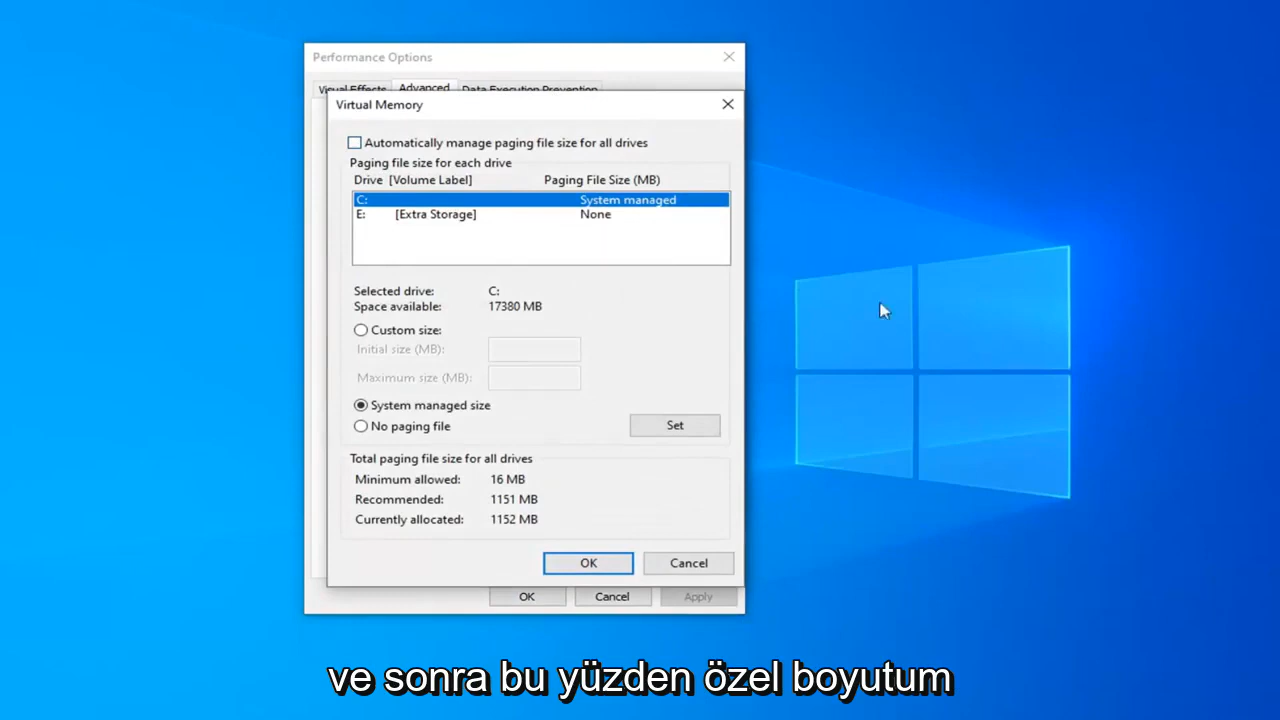 Performance Options
Visual Effects Advanced Data Execution Prevention
Virtual Memory
Automatically manage paging file size for all drives
Paging file size for each drive
Drive [Volume Label] Paging File Size (MB)
C: System managed
E: [Extra Storage] None
Selected drive: C:
Space available: 17380 MB
Custom size:
Initial size (MB):
Maximum size (MB):
System managed size
No paging file Set
Total paging file size for all drives
Minimum allowed: 16 MB
Recommended: 1151 MB
Currently allocated: 1152 MB
OK Cancel
OK Cancel Apply
ve sonra bu yüzden özel boyutum